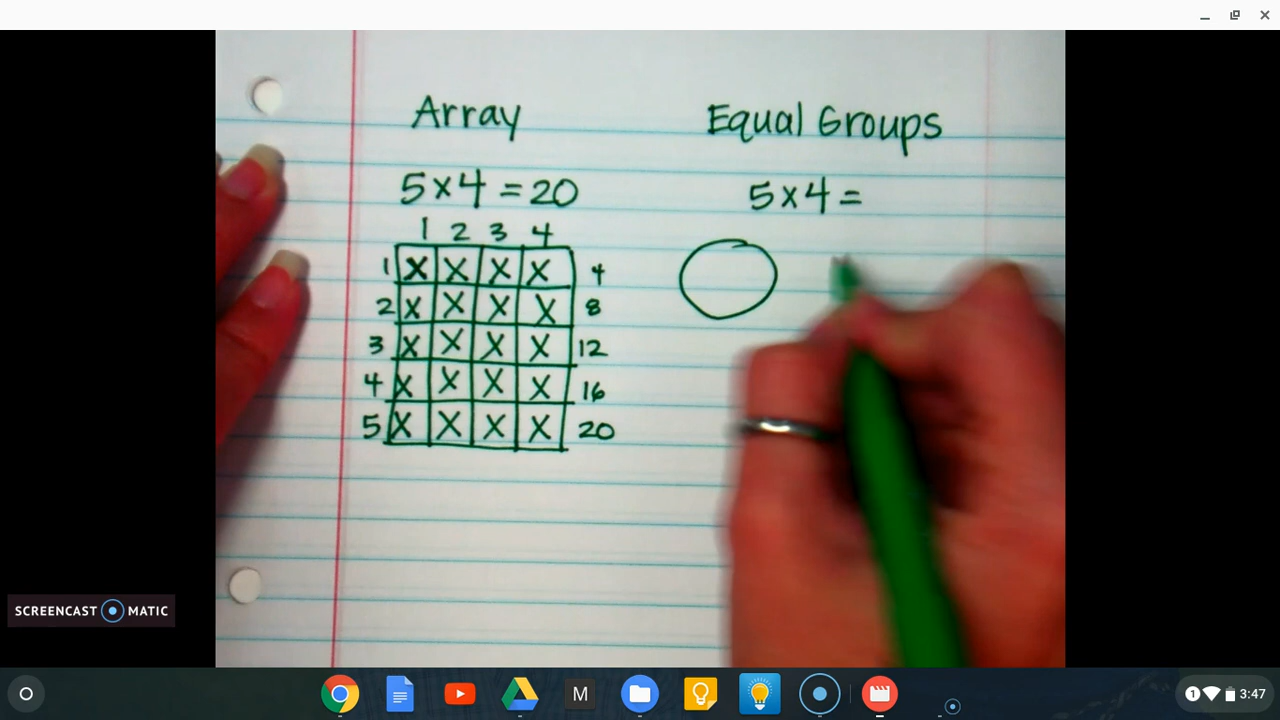 Array
5x4=20
1 2 3 4
1 X X X X 4
2 X X X X 8
3 X X X X 12
4 X X X X 16
5 X X X X 20
Equal Groups
5x4=
SCREENCAST MATIC
M
1 3:47